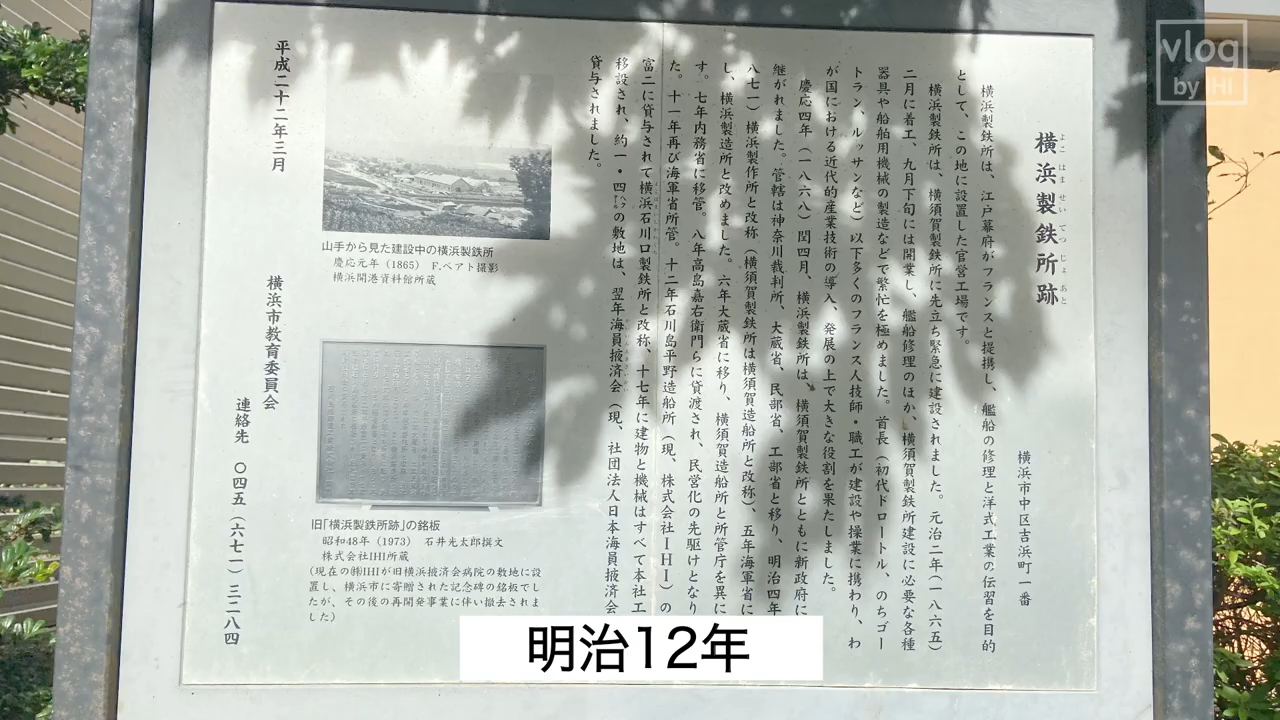 vlog
by IHI
横浜製鉄所跡
よこはませいてつじょあと
横浜市中区吉浜町一番
横浜製鉄所は、江戸幕府がフランスと提携し、艦船の修理と洋式工業の伝習を目的
として、この地に設置した官営工場です。
横浜製鉄所は、横須賀製鉄所に先立ち緊急に建設されました。元治二年(一八六五)
二月に着工、九月下旬には開業し、艦船修理のほか、横須賀製鉄所建設に必要な各種
器具や船舶用機械の製造などで繁忙を極めました。首長(初代ドロートル、のちゴー
トラン、ルッサンなど)以下多くのフランス人技師・職工が建設や操業に携わり、わ
が国における近代的産業技術の導入、発展の上で大きな役割を果たしました。
慶応四年(一八六八)閏四月、横浜製鉄所は、横須賀製鉄所とともに新政府に
継がれました。管轄は神奈川裁判所、大蔵省、民部省、工部省と移り、明治四年
八七一)横浜製作所と改称(横須賀製鉄所は横須賀造船所と改称)、五年海軍省に
し、横浜製造所と改めました。六年大蔵省に移り、横須賀造船所と所管庁を異に
す。七年内務省に移管。八年高島嘉右衛門らに貸渡され、民営化の先駆けとなり
た。十一年再び海軍省所管。十二年石川島平野造船所(現、株式会社IHI)の
富二に貸与されて横浜石川口製鉄所と改称、十七年に建物と機械はすべて本社工
移設され、約一・四㌶の敷地は、翌年海員掖済会(現、社団法人日本海員掖済会
貸与されました。
山手から見た建設中の横浜製鉄所
慶応元年(1865) F.ベアト撮影
横浜開港資料館所蔵
旧「横浜製鉄所跡」の銘板
昭和48年(1973) 石井光太郎撰文
株式会社IHI所蔵
(現在の㈱IHIが旧横浜掖済会病院の敷地に設
置し、横浜市に寄贈された記念碑の銘板でし
たが、その後の再開発事業に伴い撤去されま
した)
平成二十二年三月
横浜市教育委員会
連絡先 〇四五(六七一)三二八四
明治12年